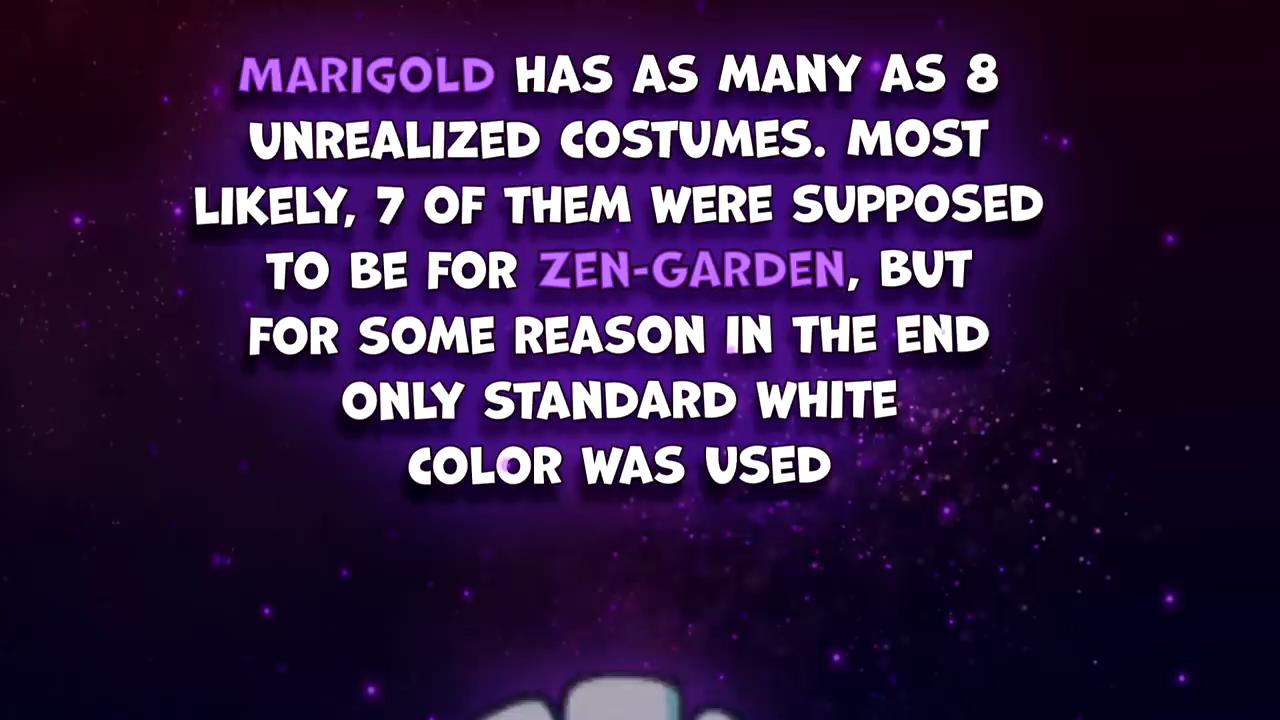 MARIGOLD HAS AS MANY AS 8
UNREALIZED COSTUMES. MOST
LIKELY, 7 OF THEM WERE SUPPOSED
TO BE FOR ZEN-GARDEN, BUT
FOR SOME REASON IN THE END
ONLY STANDARD WHITE
COLOR WAS USED